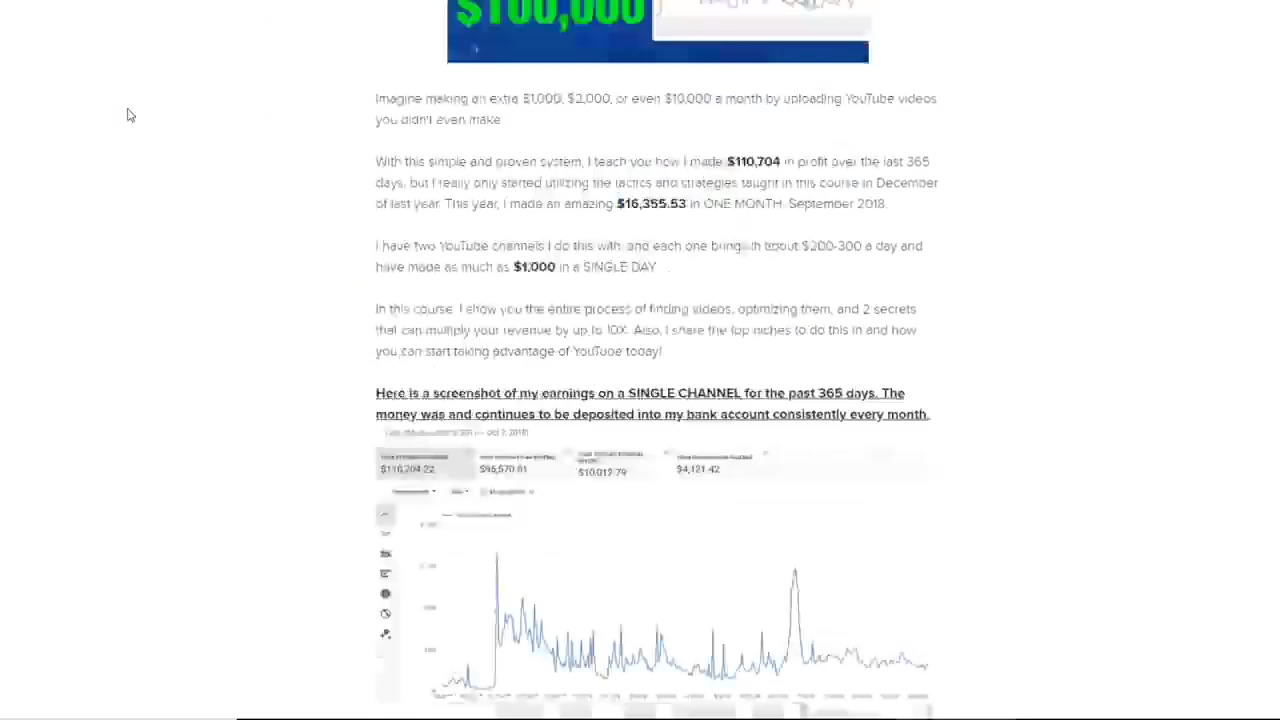 $100,000
Imagine making an extra $1,000, $2,000, or even $10,000 a month by uploading YouTube videos
you didn't even make
With this simple and proven system, I teach you how I made $110,704 in profit over the last 365
days, but I really only started utilizing the tactics and strategies taught in this course in December
of last year. This year, I made an amazing $16,355.53 in ONE MONTH, September 2018.
I have two YouTube channels I do this with, and each one brings in about $200-300 a day and
have made as much as $1,000 in a SINGLE DAY
In this course, I show you the entire process of finding videos, optimizing them, and 2 secrets
that can multiply your revenue by up to 10X. Also, I share the top niches to do this in and how
you can start taking advantage of YouTube today!
Here is a screenshot of my earnings on a SINGLE CHANNEL for the past 365 days. The
money was and continues to be deposited into my bank account consistently every month.
$10,012.79 $4,121.42